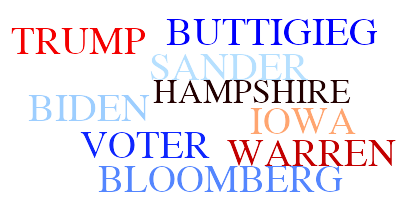 TRUMP
BUTTIGIEG
SANDER
HAMPSHIRE
BIDEN
IOWA
VOTER
WARREN
BLOOMBERG